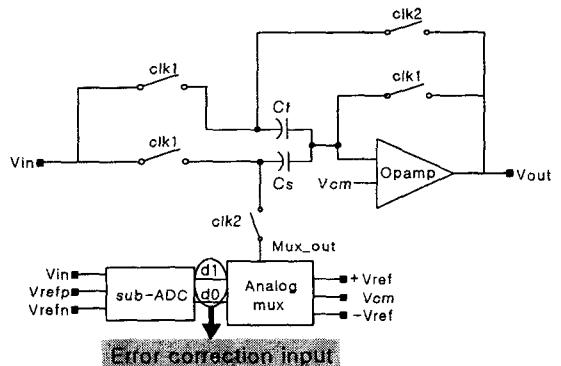 clk2
clk1
clk1
Cf
clk1
Vin
Cs
Vcm
Opamp
Vout
clk2
Mux_out
Vin
Vrefp
Vrefn
sub-ADC
d1
d0
Analog
mux
+Vref
Vcm
-Vref
Error correction input